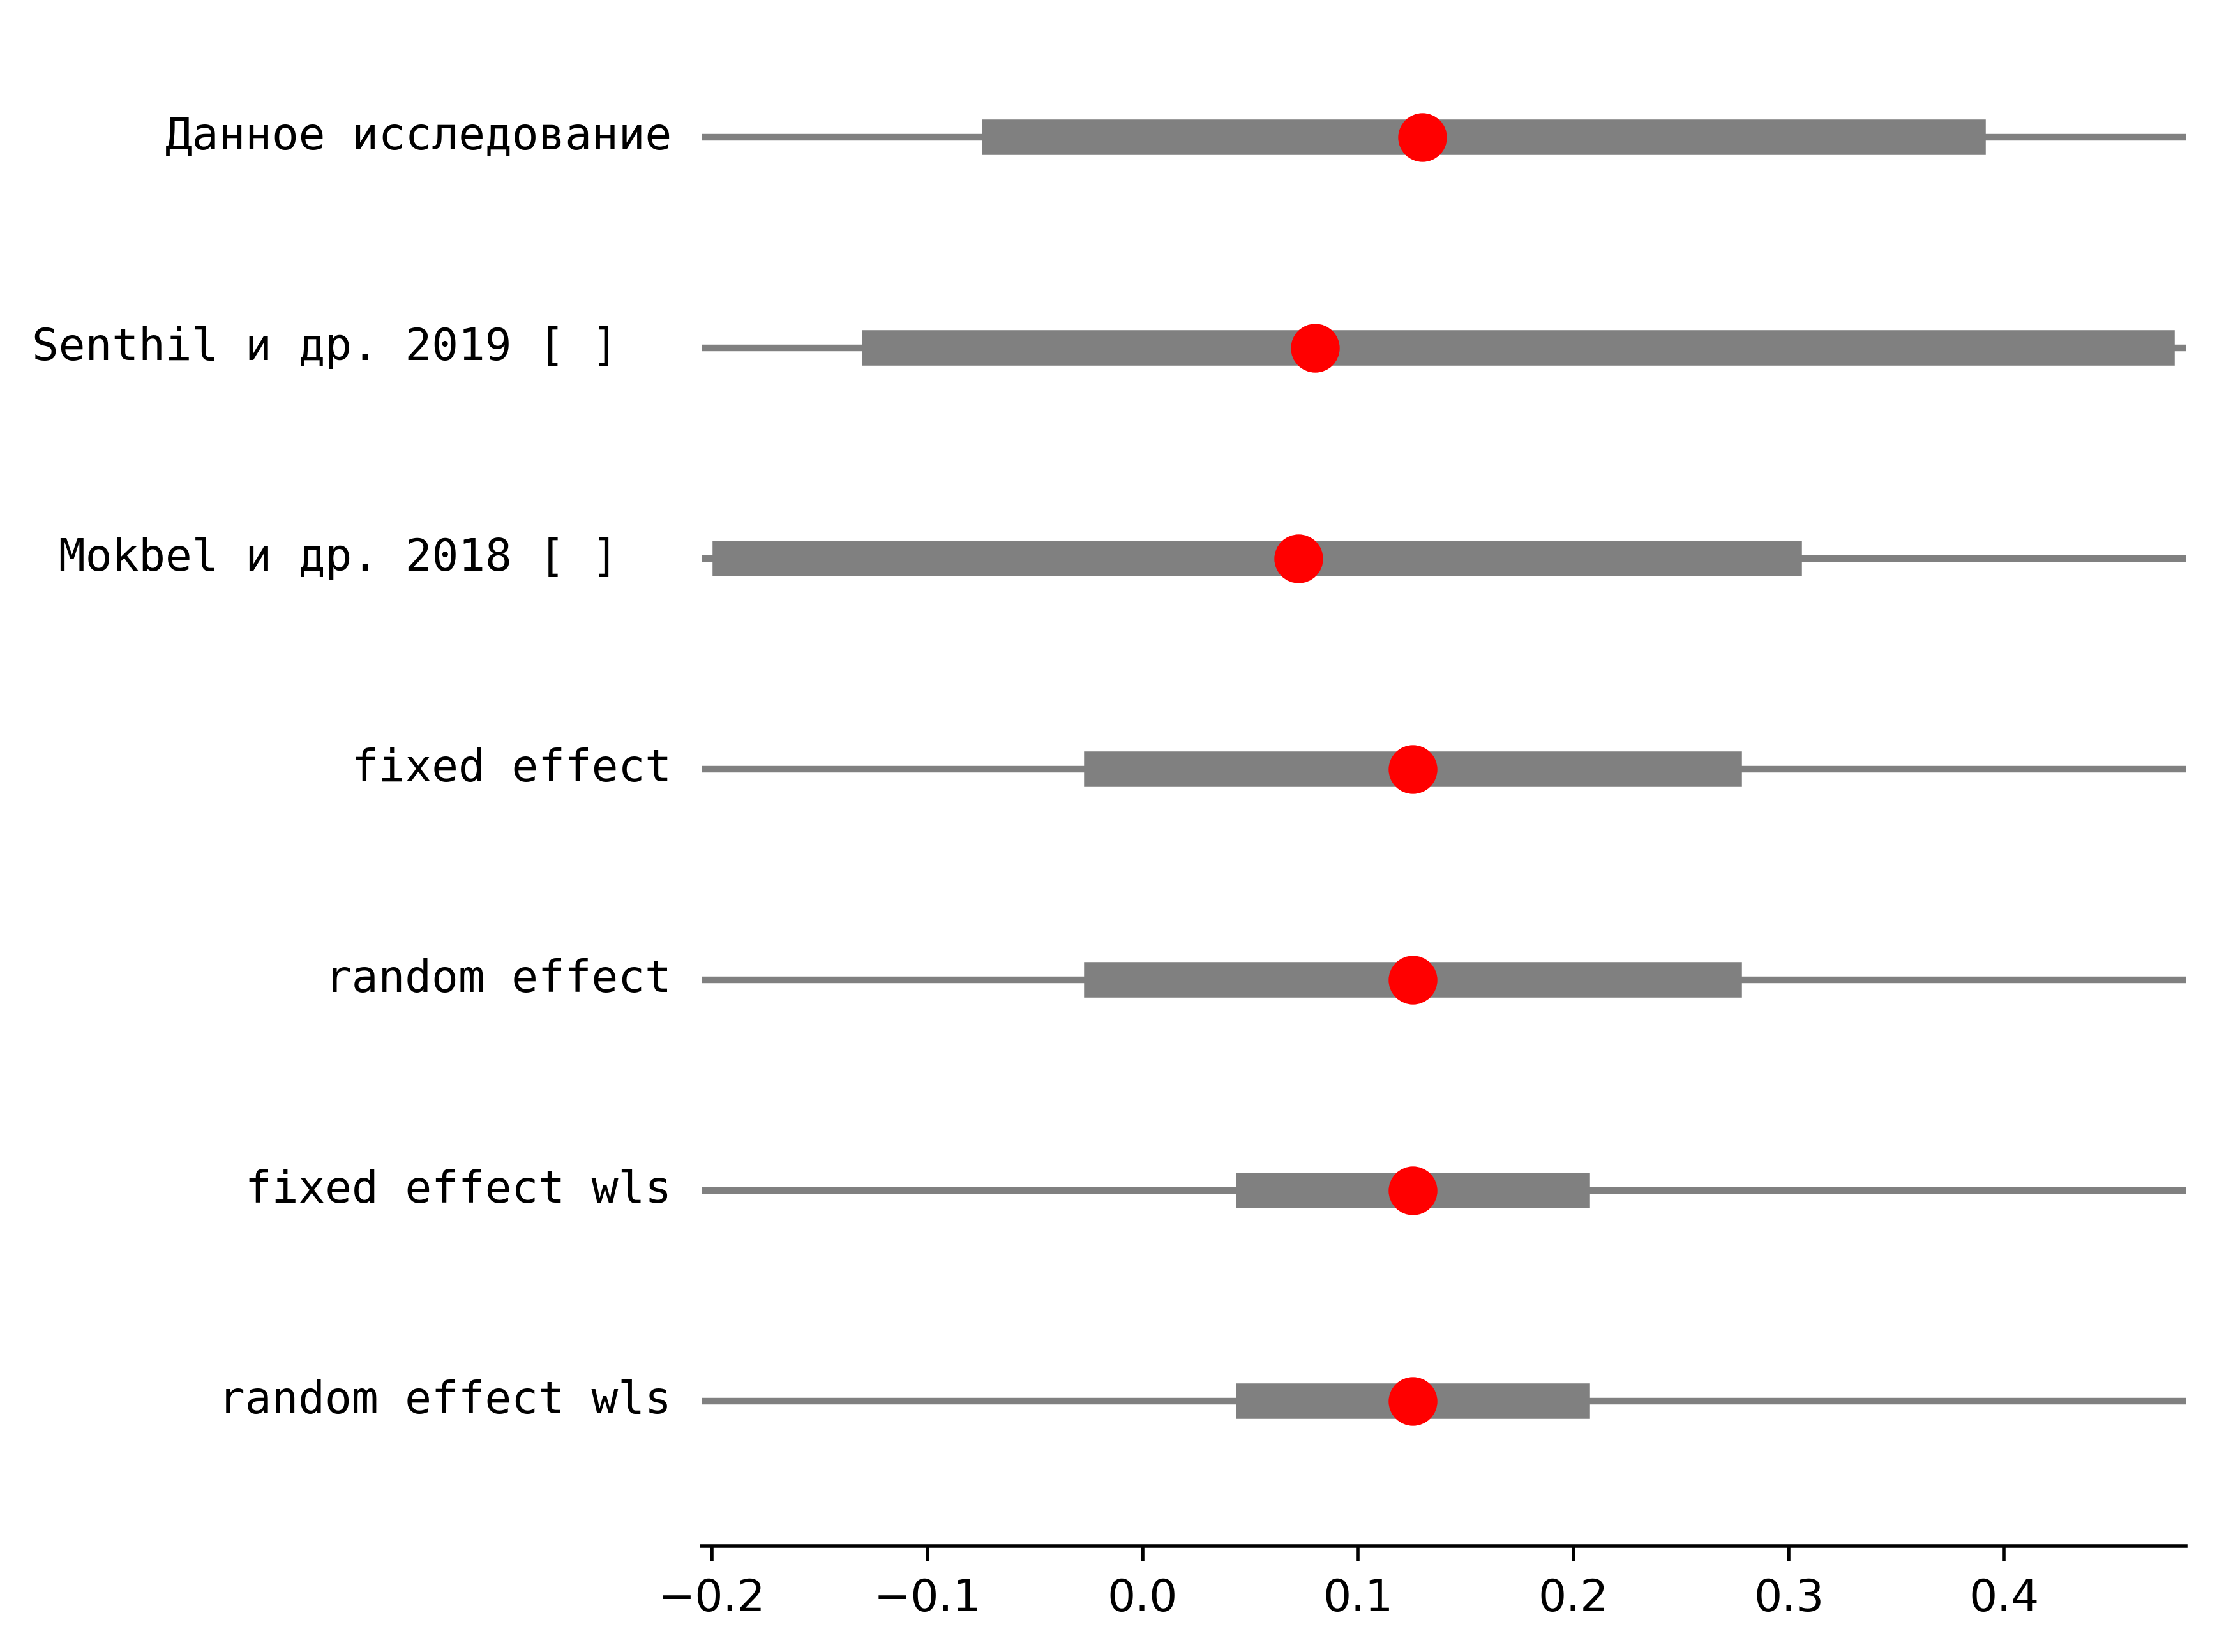 Данное исследование
Senthil и др. 2019 [ ]
Mokbel и др. 2018 [ ]
fixed effect
random effect
fixed effect wls
random effect wls
−0.2 −0.1 0.0 0.1 0.2 0.3 0.4